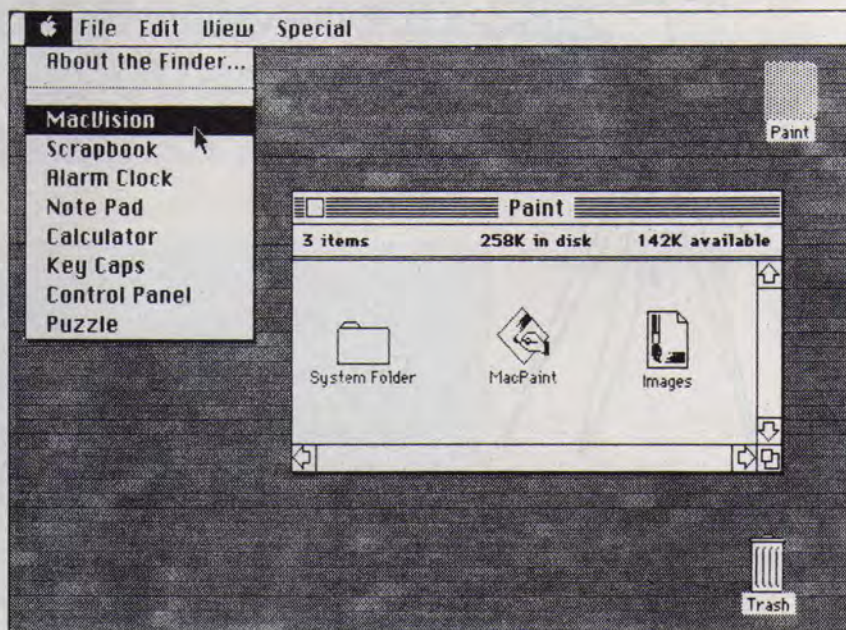 File Edit View Special
About the Finder...
MacVision
Scrapbook
Alarm Clock
Note Pad
Calculator
Key Caps
Control Panel
Puzzle
Paint
Paint
3 items 258K in disk 142K available
System Folder MacPaint Images
Trash